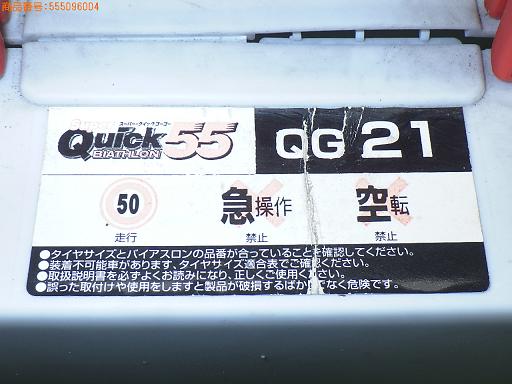 商品番号:555096004
スーパー・クイックゴーゴー
Super
Quick 55
BIATHLON
QG 21
50
走行
急操作
禁止
空転
禁止
●タイヤサイズとバイアスロンの品番が合っていることを確認してください。
●装着不可能車があります、タイヤサイズ適合表でご確認ください。
●取扱説明書を必ずよくお読みになり、正しくご使用ください。
●誤った取付けや使用をしますと製品が破損するばかりでなく危険です。